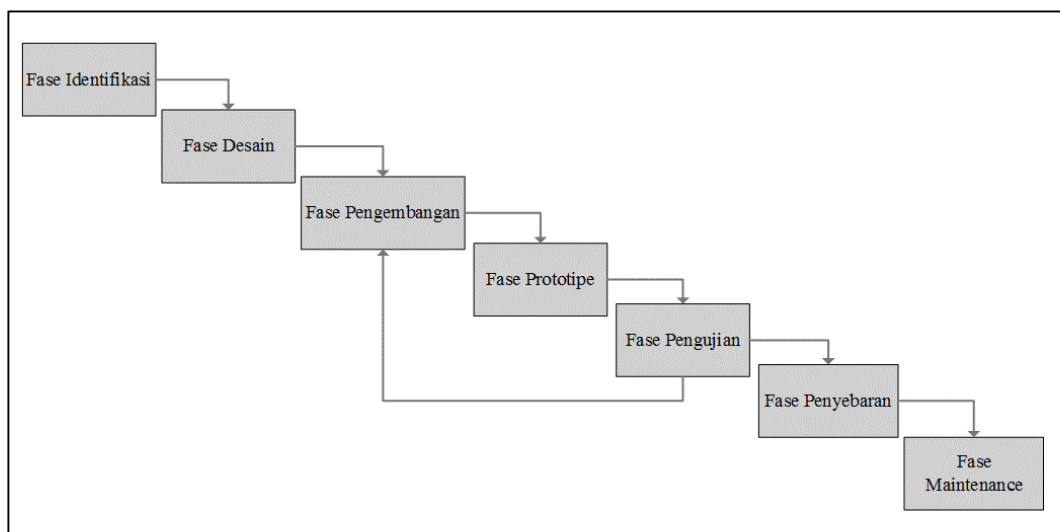 Fase Identifikasi
Fase Desain
Fase Pengembangan
Fase Prototipe
Fase Pengujian
Fase Penyebaran
Fase
Maintenance